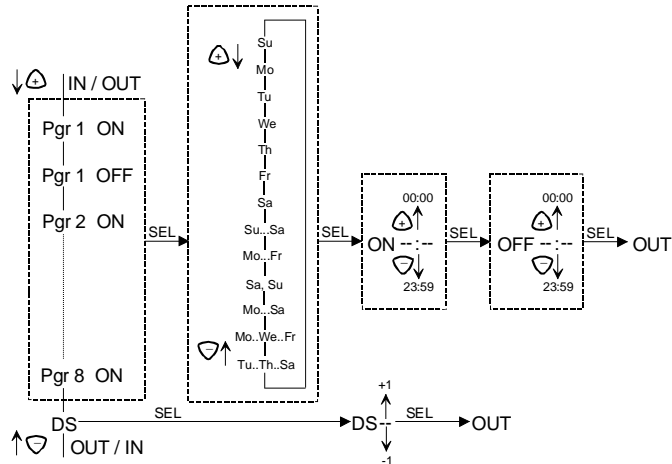 IN / OUT
Pgr 1 ON
Pgr 1 OFF
Pgr 2 ON
Pgr 8 ON
DS
OUT / IN
SEL
Su
Mo
Tu
We
Th
Fr
Sa
Su...Sa
Mo...Fr
Sa, Su
Mo...Sa
Mo..We..Fr
Tu..Th..Sa
SEL
00:00
+
ON --:--
−
23:59
SEL
00:00
+
OFF --:--
−
23:59
SEL
OUT
SEL
+1
DS--
-1
SEL
OUT